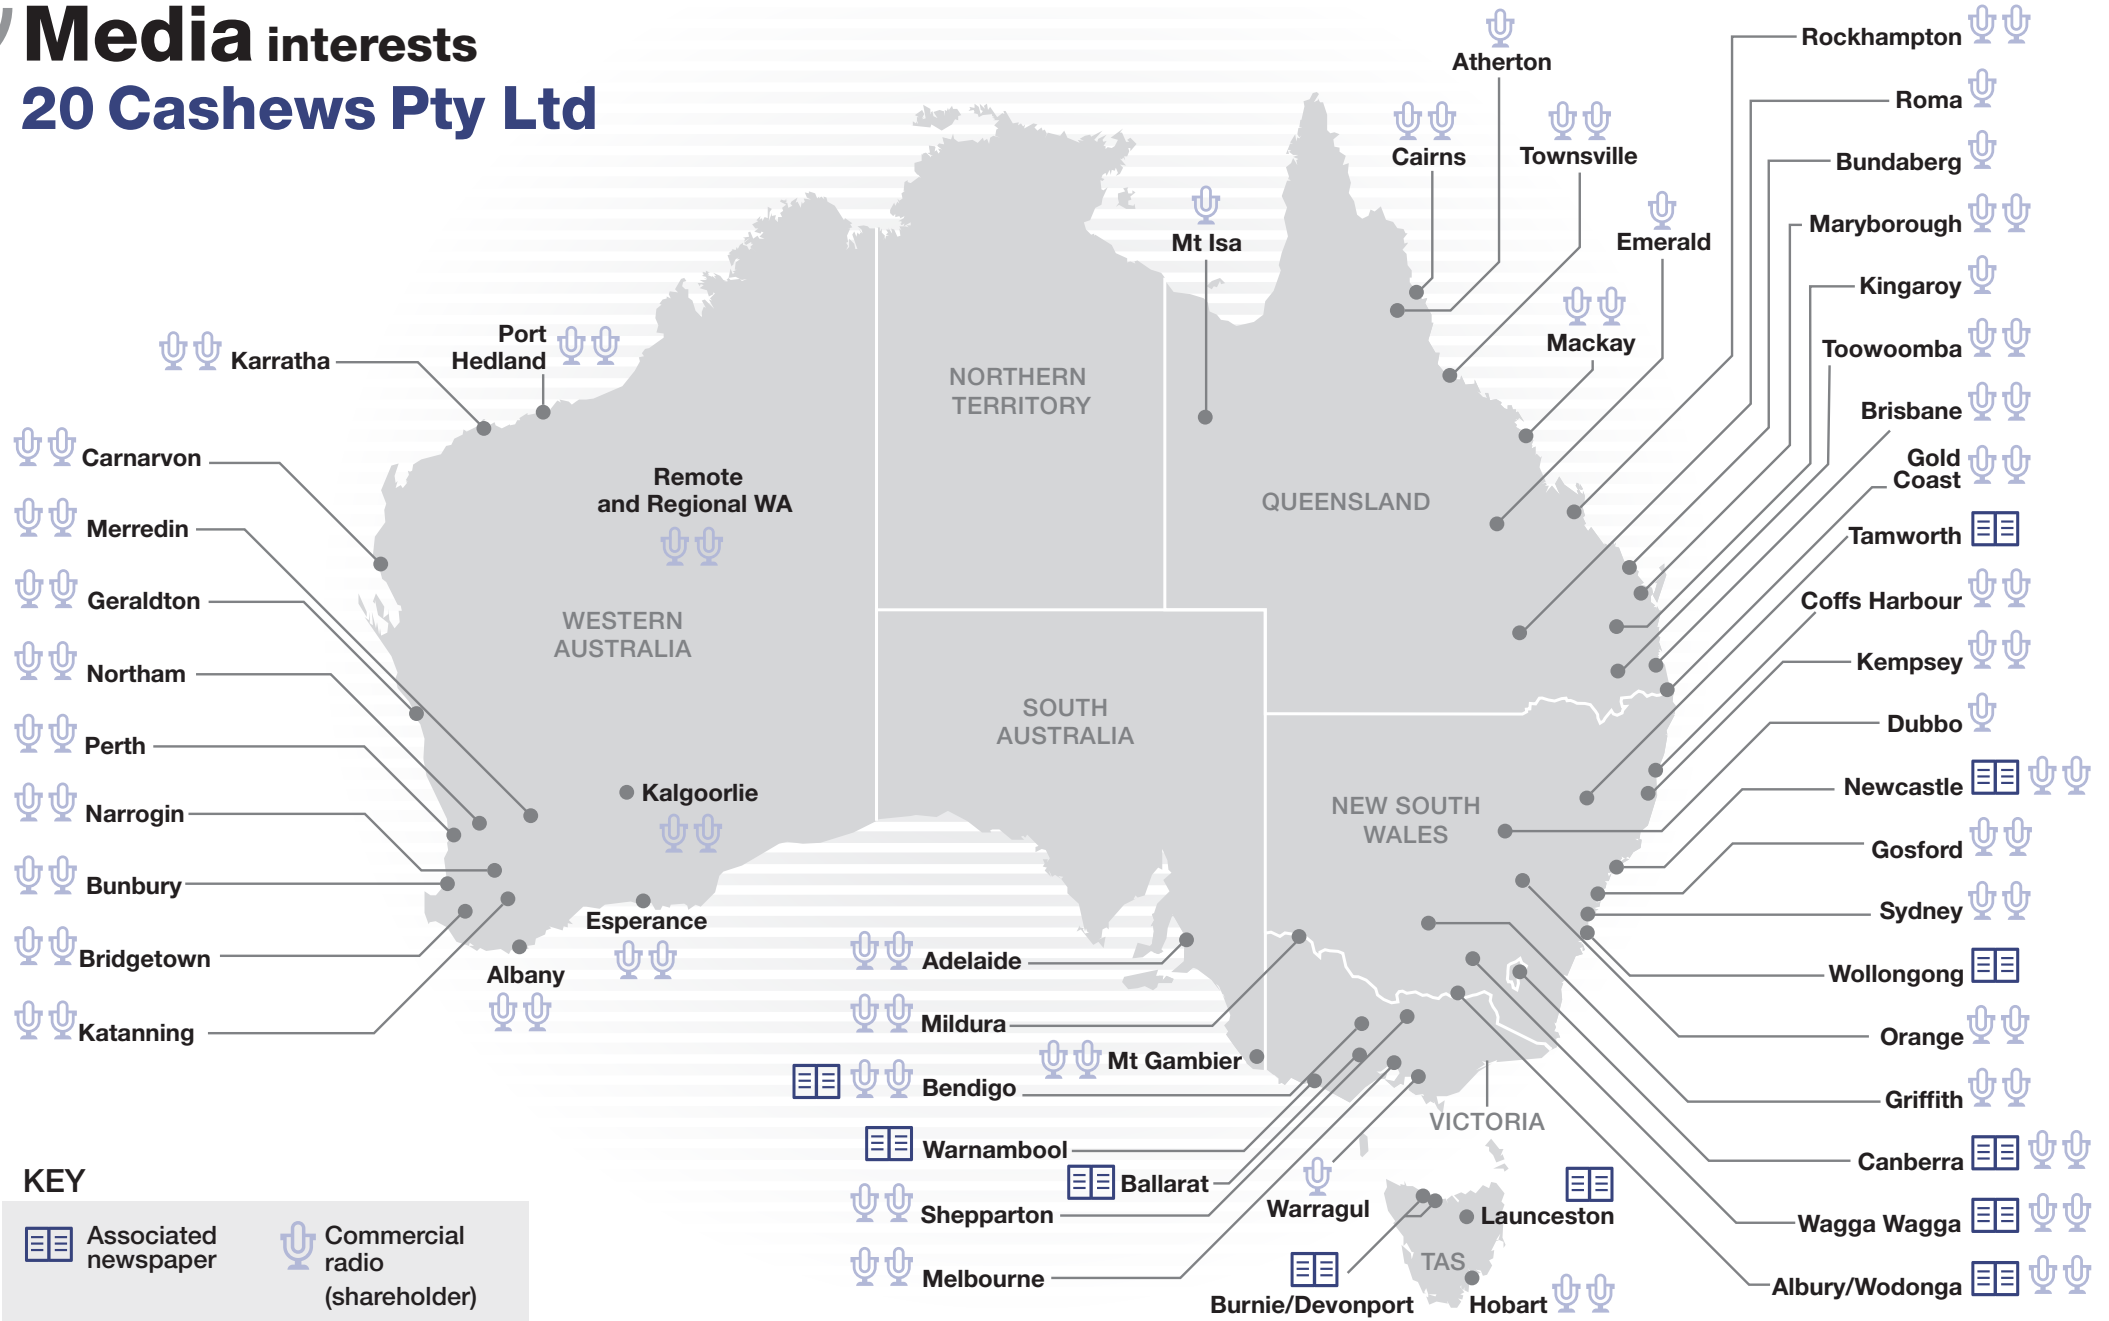 Media interests
20 Cashews Pty Ltd
Atherton
Cairns
Townsville
Mt Isa
Emerald
Mackay
Rockhampton
Roma
Bundaberg
Maryborough
Kingaroy
Toowoomba
Brisbane
Gold
Coast
Tamworth
Coffs Harbour
Kempsey
Dubbo
Newcastle
Gosford
Sydney
Wollongong
Orange
Griffith
Canberra
Wagga Wagga
Albury/Wodonga
Port
Hedland
Karratha
Carnarvon
Merredin
Geraldton
Northam
Perth
Narrogin
Bunbury
Bridgetown
Katanning
Remote
and Regional WA
WESTERN
AUSTRALIA
NORTHERN
TERRITORY
QUEENSLAND
SOUTH
AUSTRALIA
NEW SOUTH
WALES
Kalgoorlie
Esperance
Albany
Adelaide
Mildura
Mt Gambier
Bendigo
Warnambool
Ballarat
Shepparton
Melbourne
VICTORIA
Warragul
Launceston
TAS
Burnie/Devonport
Hobart
KEY
Associated
newspaper
Commercial
radio
(shareholder)